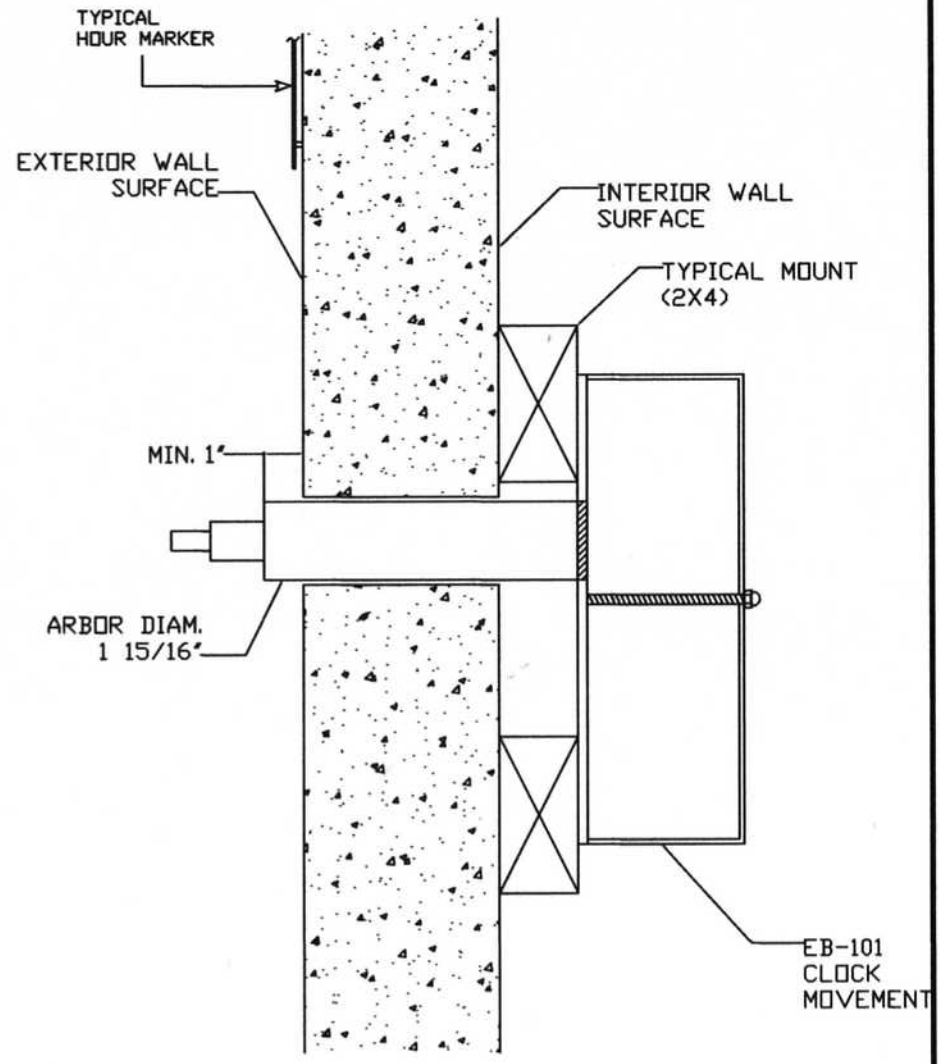 TYPICAL
HOUR MARKER
EXTERIOR WALL
SURFACE
INTERIOR WALL
SURFACE
TYPICAL MOUNT
(2X4)
MIN. 1"
ARBOR DIAM.
1 15/16"
EB-101
CLOCK
MOVEMENT